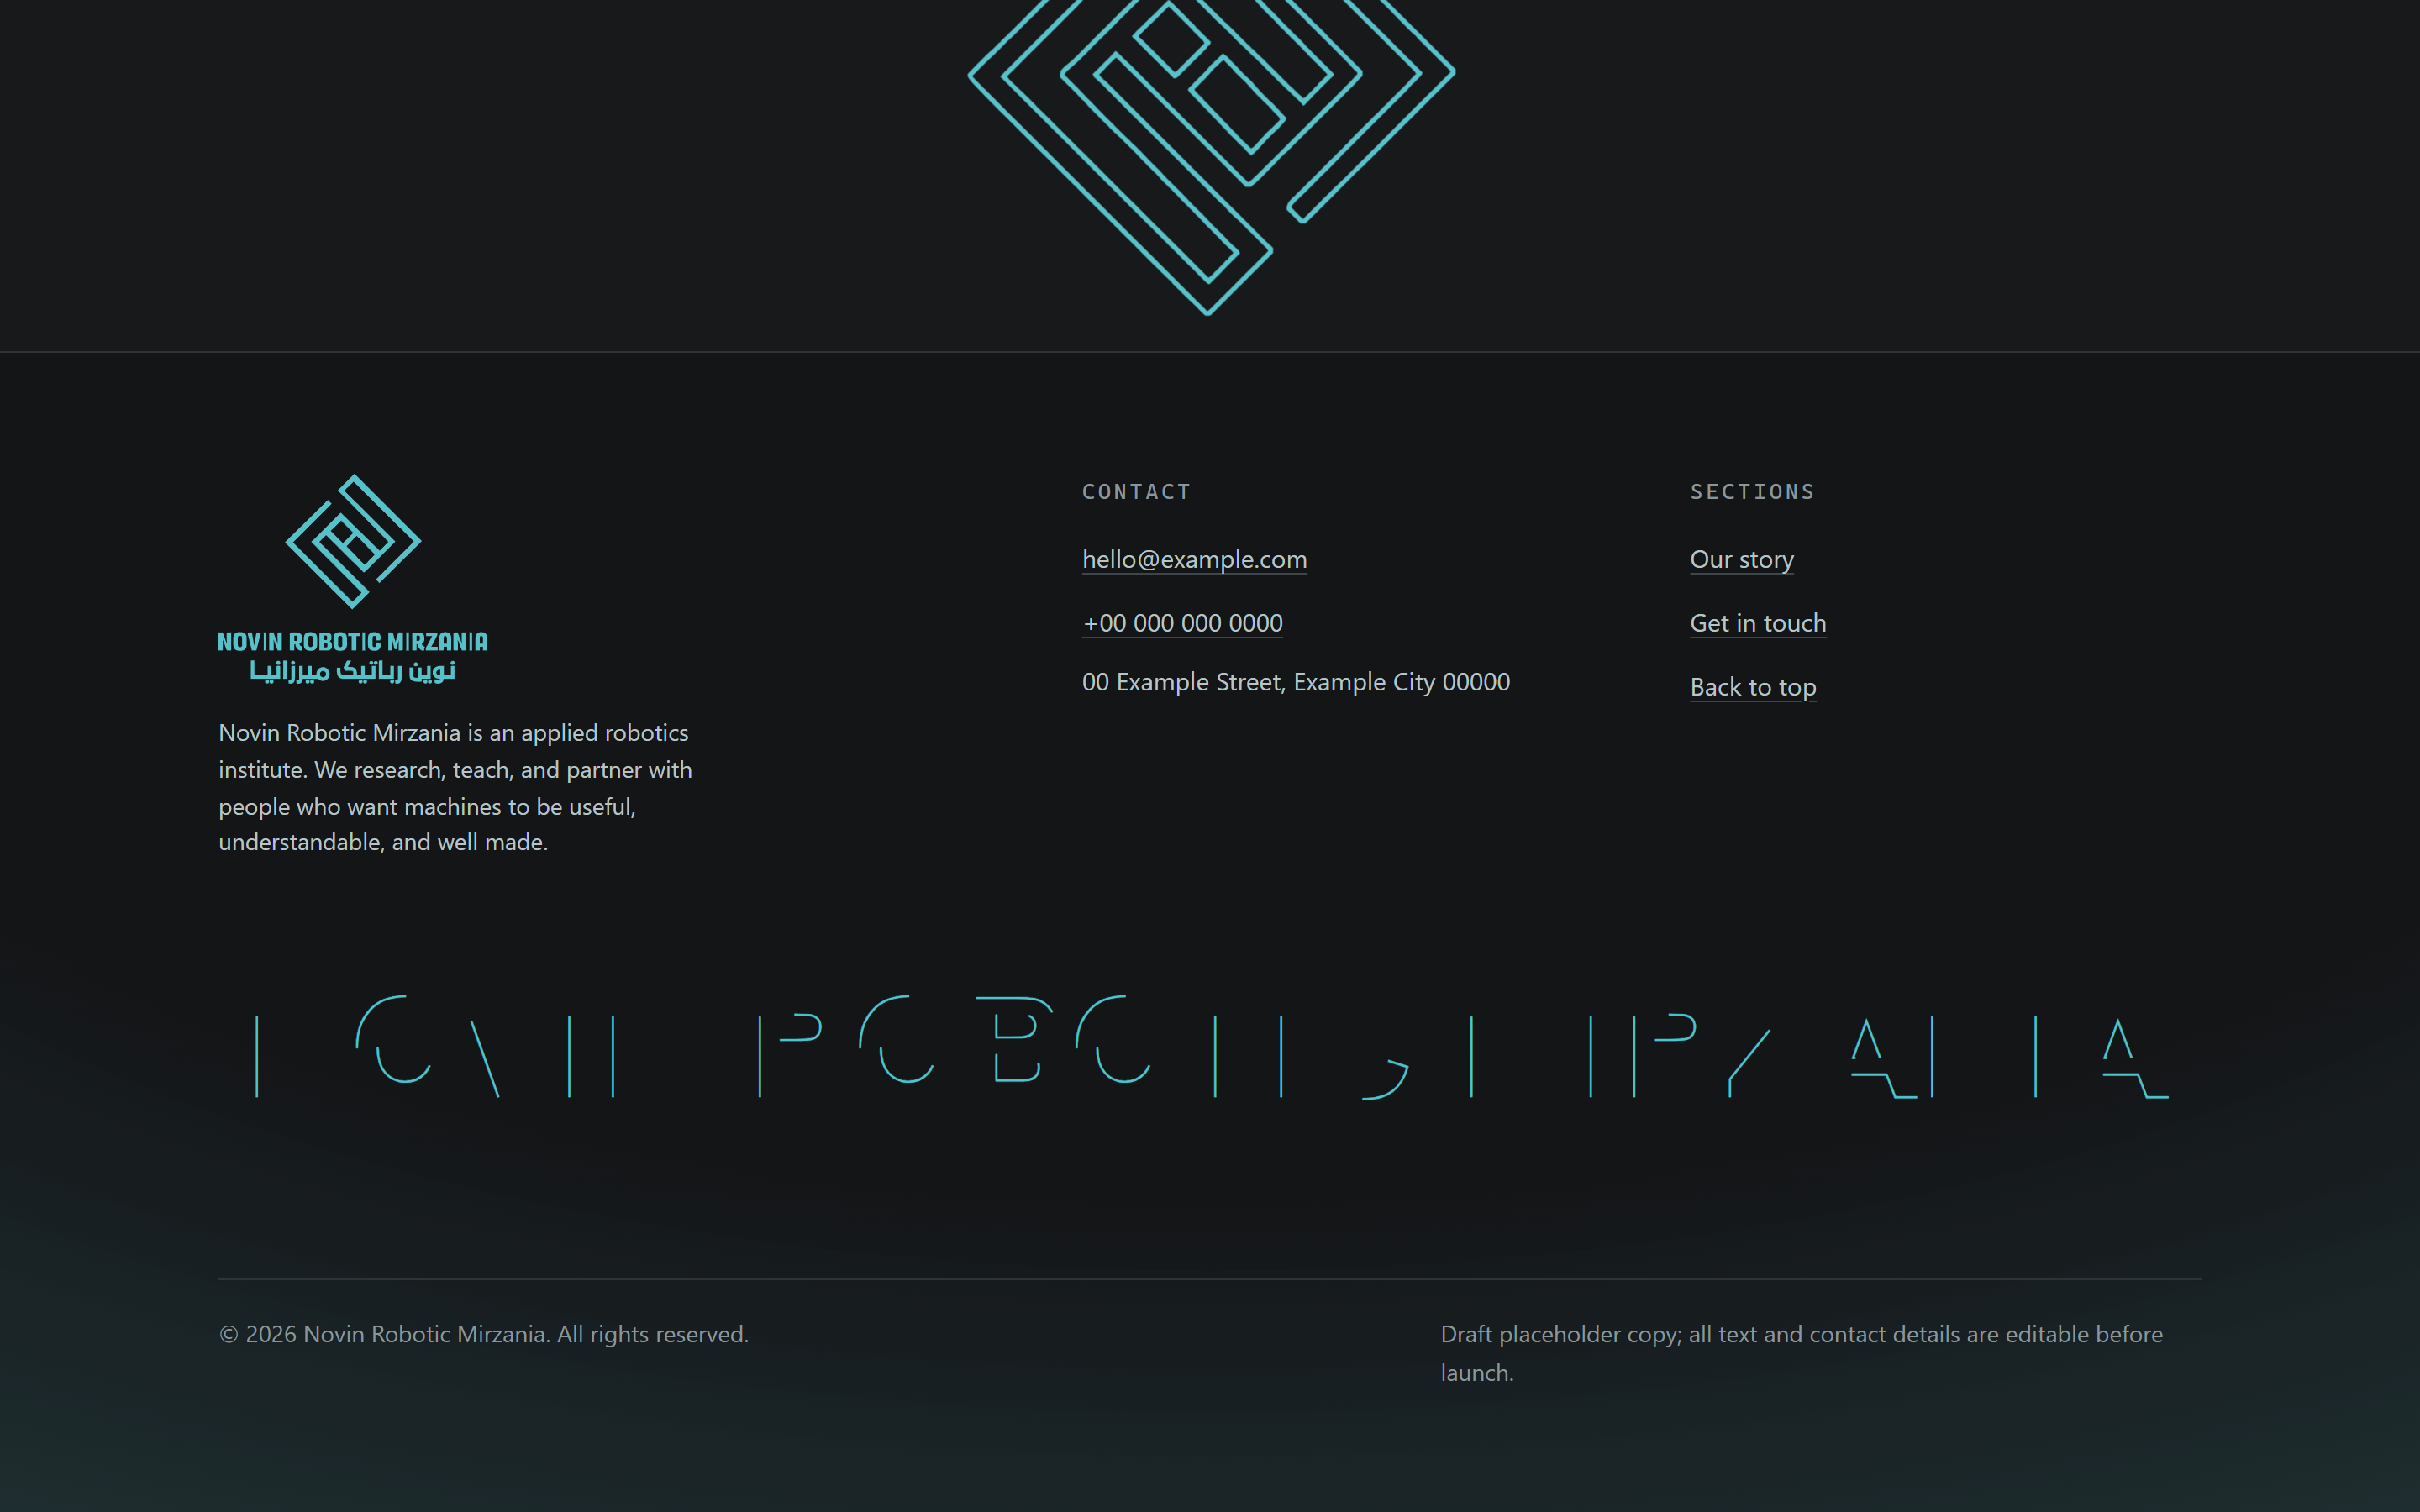 NOVIN ROBOTIC MIRZANIA
نوین رباتیک میرزانیا
Novin Robotic Mirzania is an applied robotics
institute. We research, teach, and partner with
people who want machines to be useful,
understandable, and well made.
CONTACT
hello@example.com
+00 000 000 0000
00 Example Street, Example City 00000
SECTIONS
Our story
Get in touch
Back to top
© 2026 Novin Robotic Mirzania. All rights reserved.
Draft placeholder copy; all text and contact details are editable before
launch.